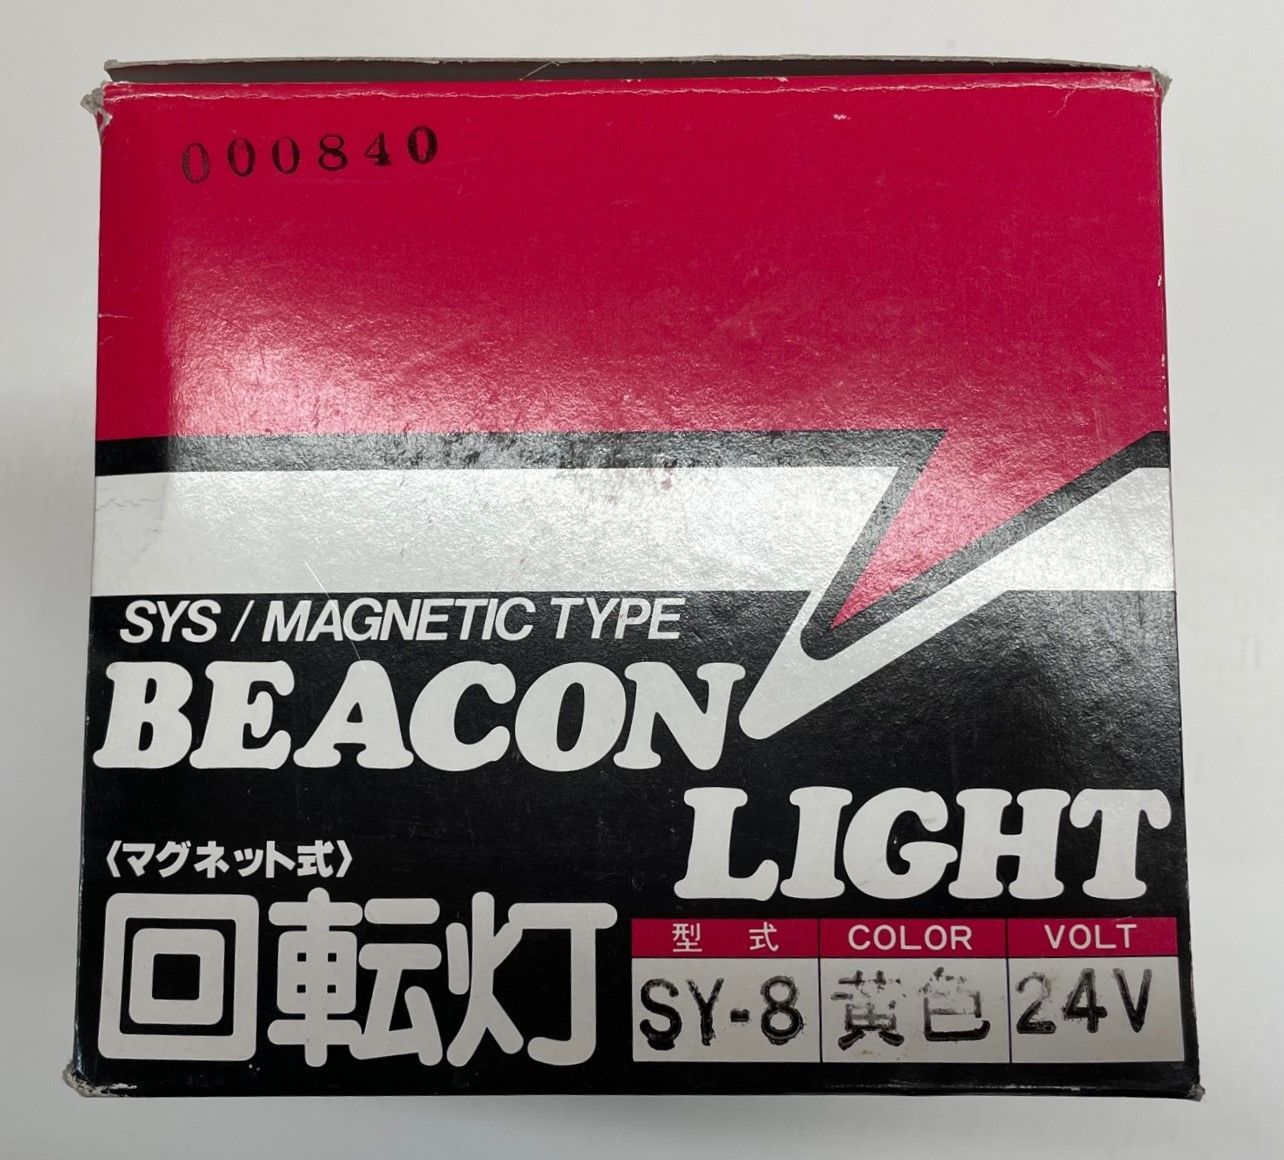 000840
SYS / MAGNETIC TYPE
BEACON
LIGHT
〈マグネット式〉
回転灯
型式 COLOR VOLT
SY-8 黄色 24V